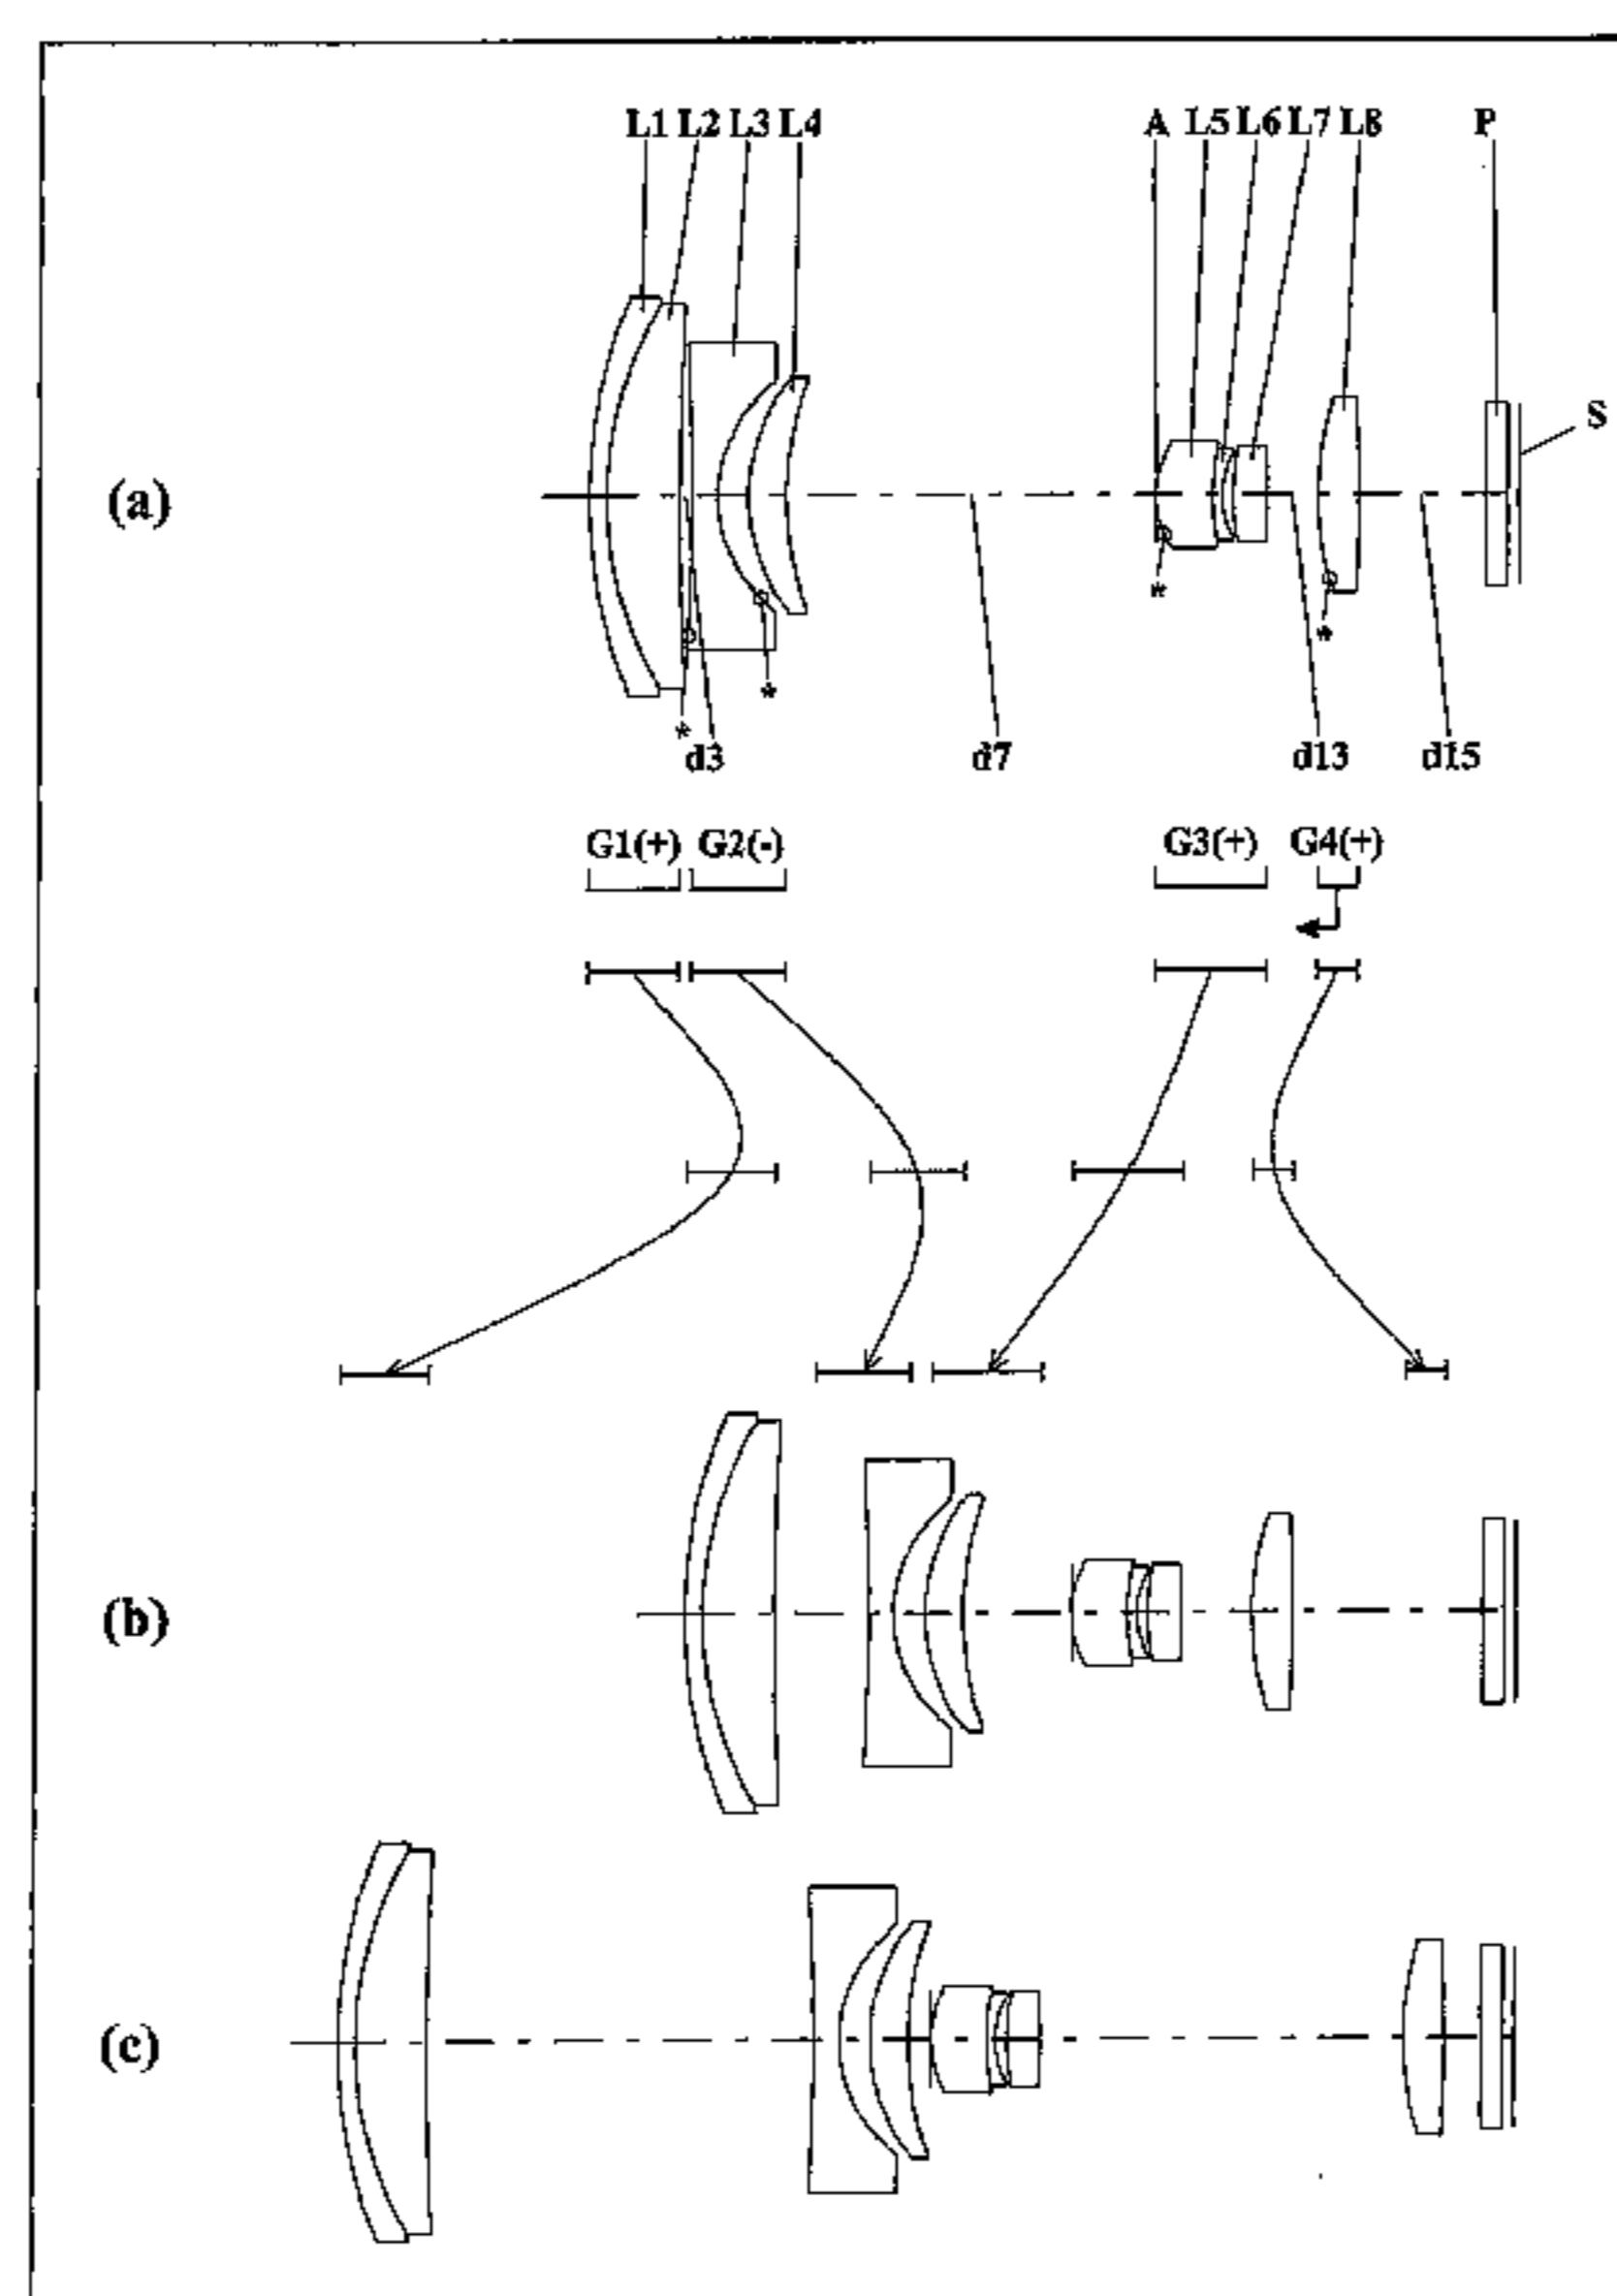 L1 L2 L3 L4 A L5 L6 L7 L8 P
S
(a)
*
*
*
*
d3 d7 d13 d15
G1(+) G2(-) G3(+) G4(+)
(b)
(c)